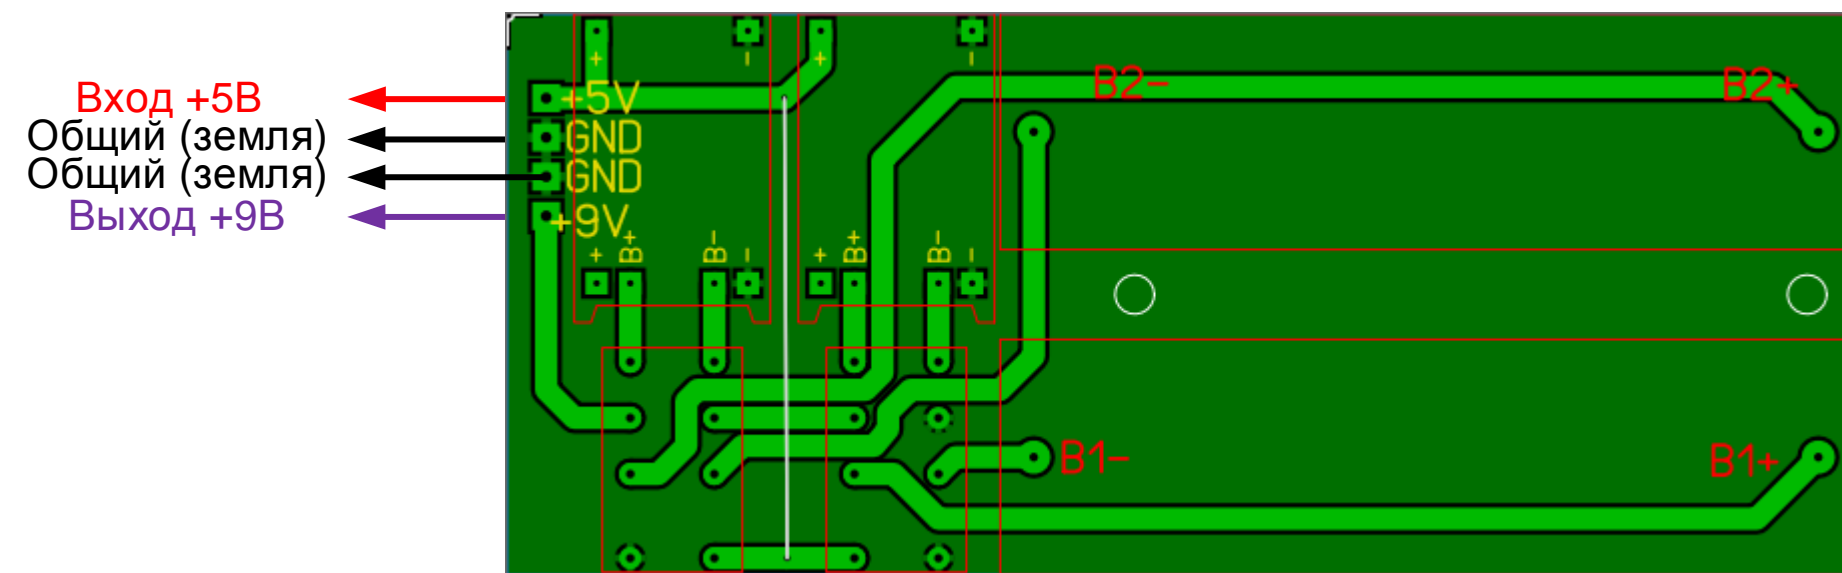 + - + -
B2- B2+
Вход +5В +5V
Общий (земля) GND
Общий (земля) GND
Выход +9В +9V
+ B+ B- - + B+ B- -
B1- B1+